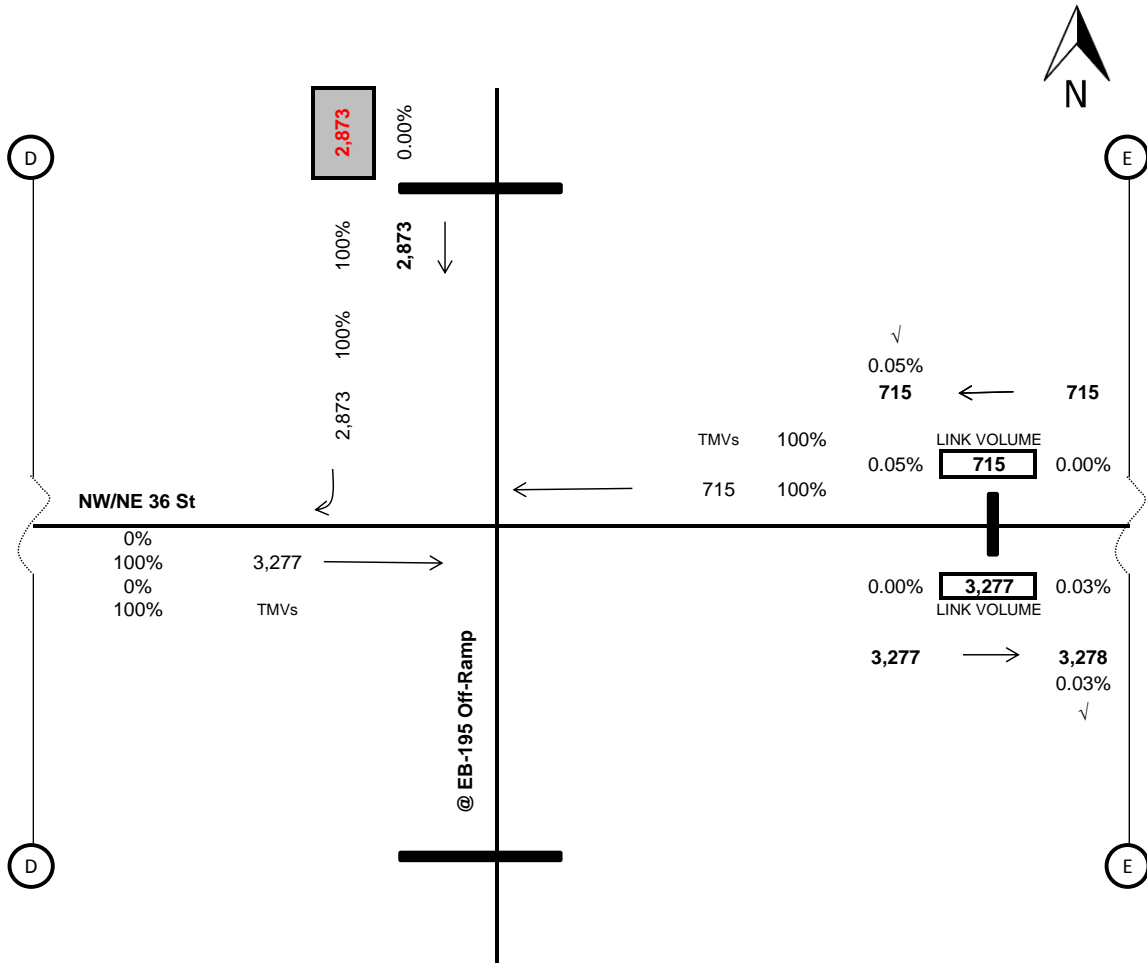 N
D
E
2,873
0.00%
100%
2,873
100%
2,873
√
0.05%
715
715
TMVs 100%
LINK VOLUME
0.05% 715 0.00%
715 100%
NW/NE 36 St
0%
100% 3,277
0%
100% TMVs
0.00% 3,277 0.03%
LINK VOLUME
3,277 3,278
0.03%
√
@ EB-195 Off-Ramp
D
E